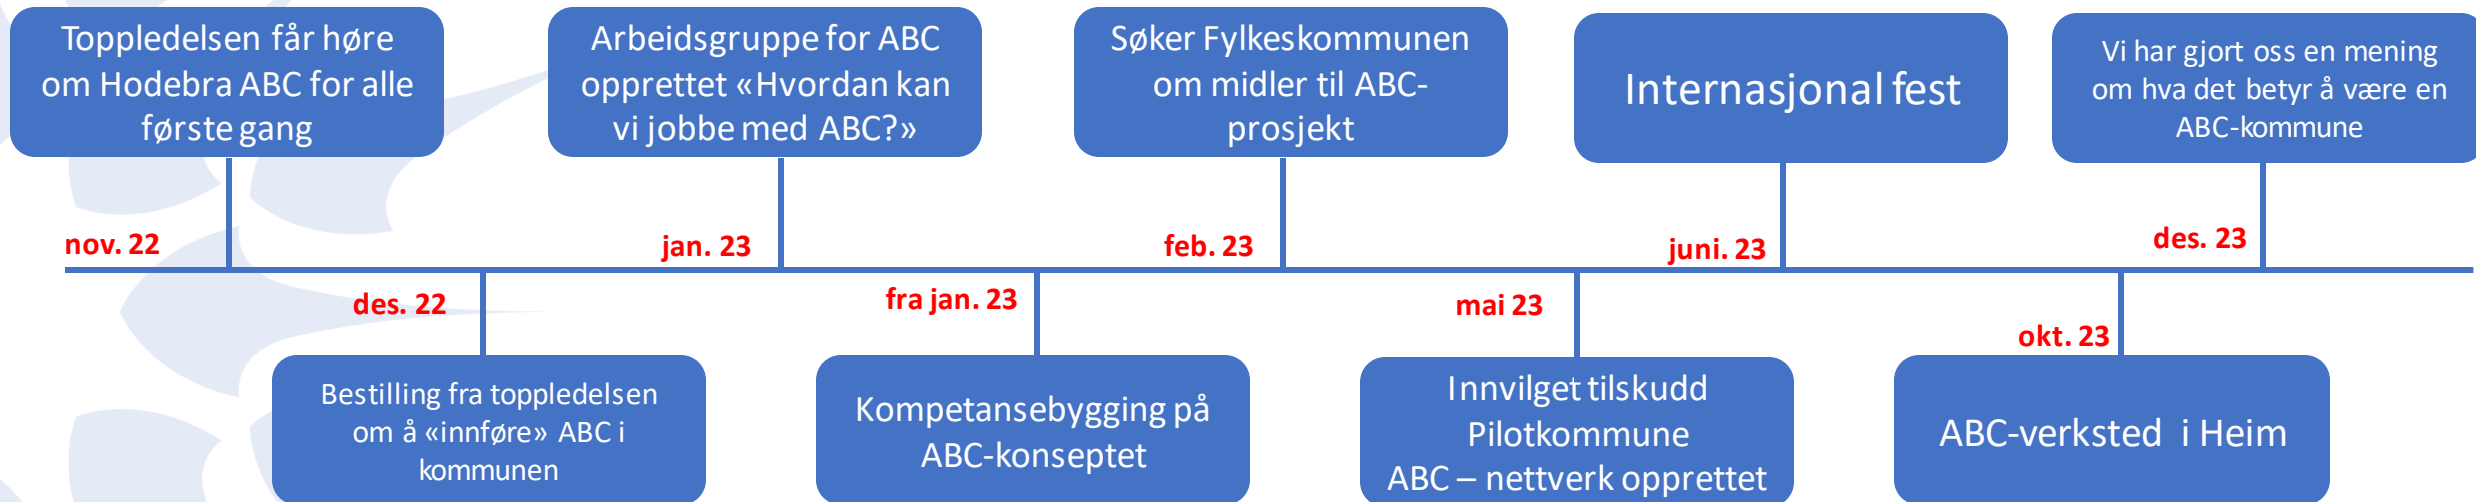 Toppledelsen får høre
om Hodebra ABC for alle
første gang
nov. 22
Bestilling fra toppledelsen
om å «innføre» ABC i
kommunen
des. 22
Arbeidsgruppe for ABC
opprettet «Hvordan kan
vi jobbe med ABC?»
jan. 23
Kompetansebygging på
ABC-konseptet
fra jan. 23
Søker Fylkeskommunen
om midler til ABC-
prosjekt
feb. 23
Innvilget tilskudd
Pilotkommune
ABC – nettverk opprettet
mai 23
Internasjonal fest
juni. 23
ABC-verksted i Heim
okt. 23
Vi har gjort oss en mening
om hva det betyr å være en
ABC-kommune
des. 23